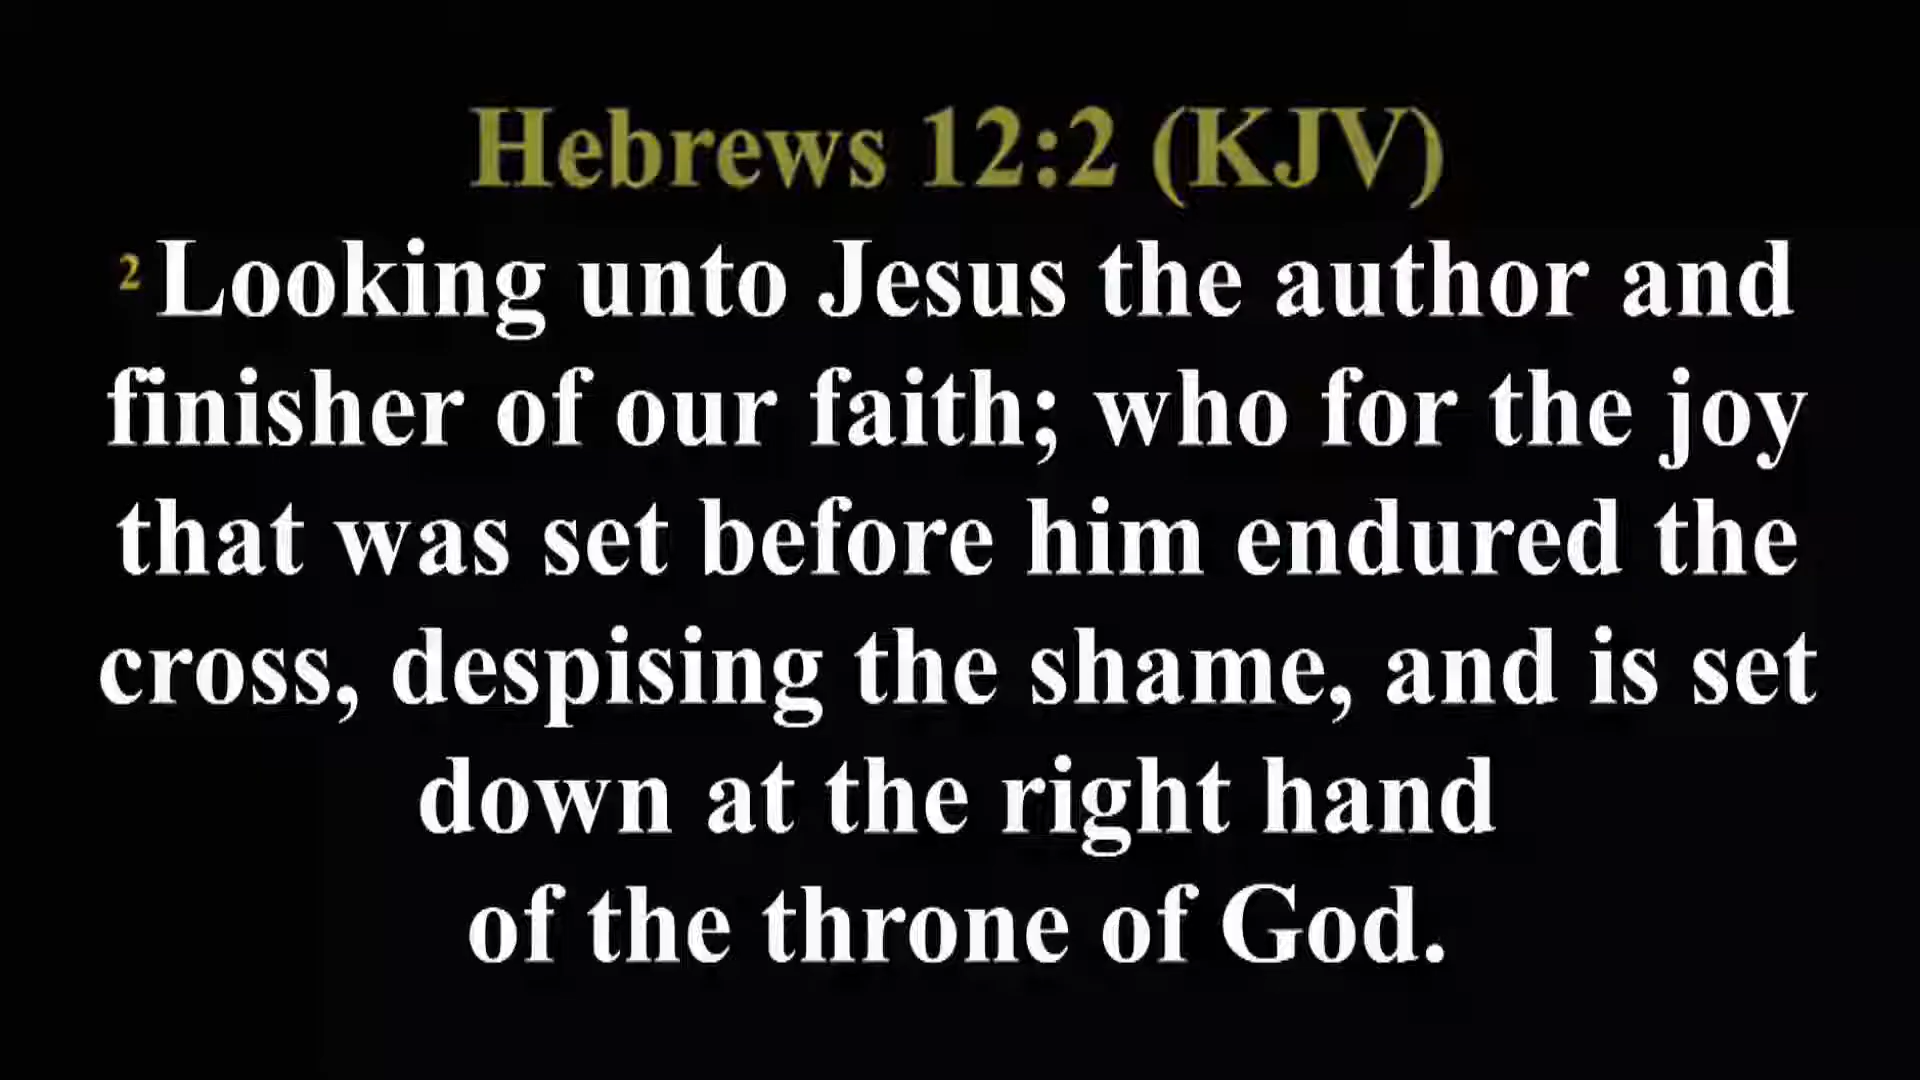 Hebrews 12:2 (KJV)
2 Looking unto Jesus the author and
finisher of our faith; who for the joy
that was set before him endured the
cross, despising the shame, and is set
down at the right hand
of the throne of God.